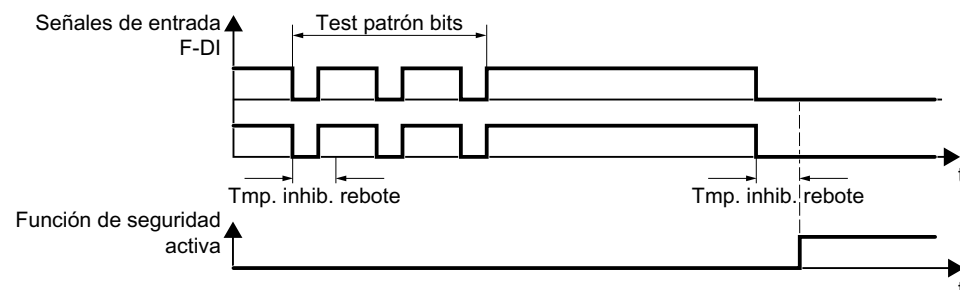 Señales de entrada
F-DI
Test patrón bits
t
Tmp. inhib. rebote
Tmp. inhib. rebote
Función de seguridad
activa
t